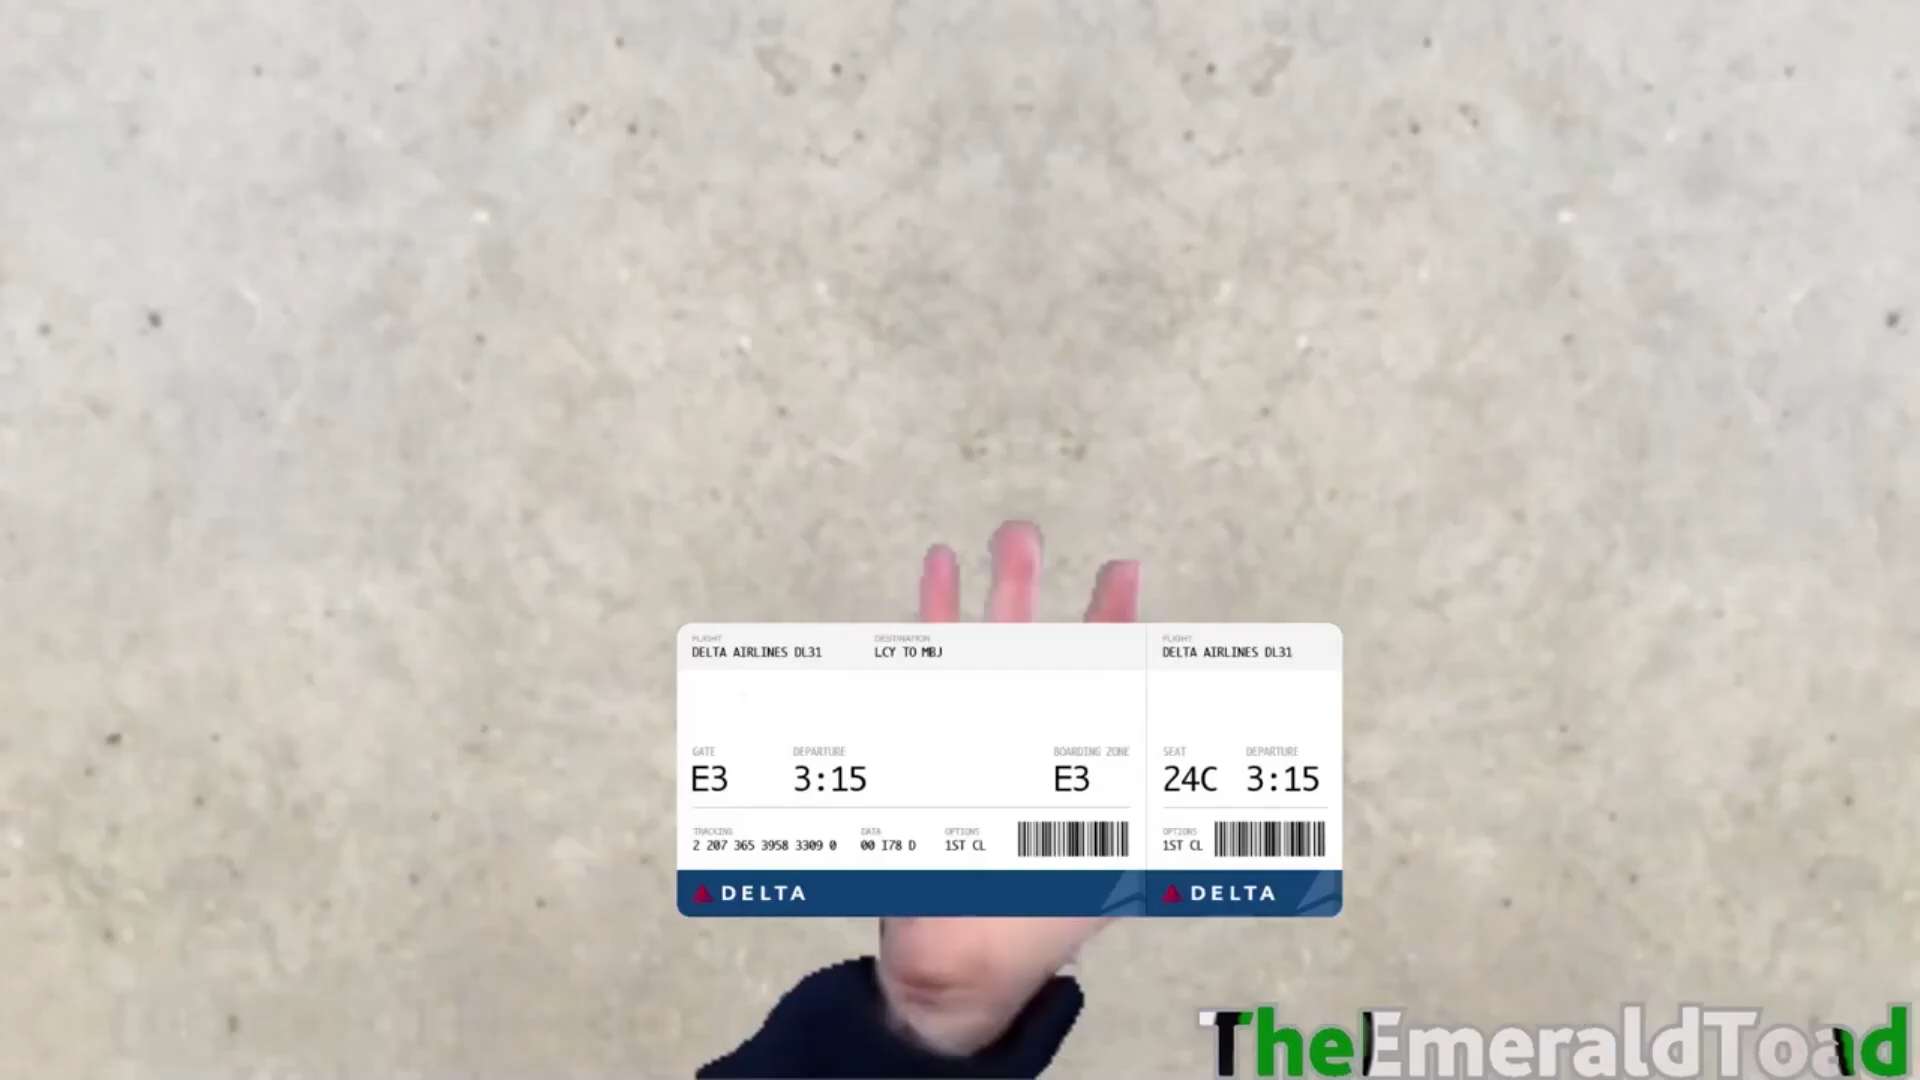 FLIGHT DESTINATION FLIGHT
DELTA AIRLINES DL31 LCY TO MBJ DELTA AIRLINES DL31
GATE DEPARTURE BOARDING ZONE SEAT DEPARTURE
E3 3:15 E3 24C 3:15
TRACKING DATA OPTIONS OPTIONS
2 207 365 3958 3309 0 00 I78 D 1ST CL 1ST CL
DELTA DELTA
TheEmeraldToad